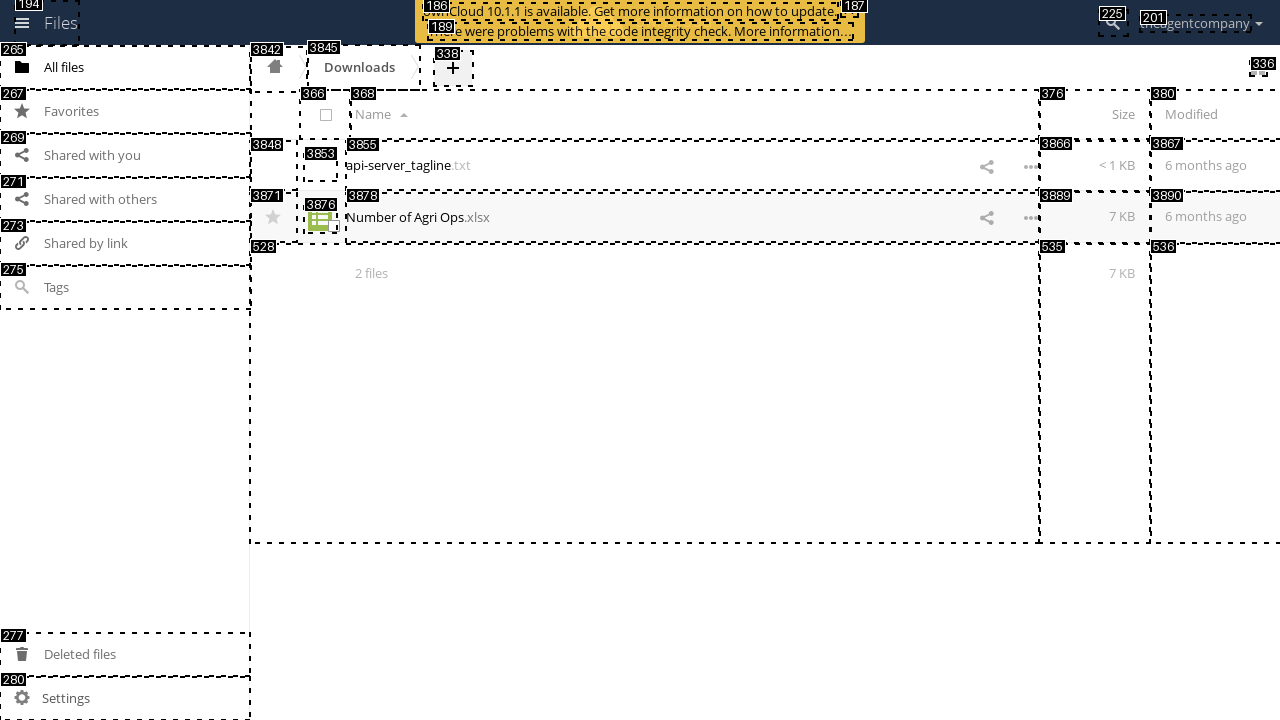 194
Files
186
ownCloud 10.1.1 is available. Get more information on how to update.
187
189
There were problems with the code integrity check. More information…
225
201
theagentcompany
265
All files
3842
3845
Downloads
338
+
336
267
Favorites
366
368
Name
376
Size
380
Modified
269
Shared with you
3848
3853
3855
api-server_tagline.txt
3866
< 1 KB
3867
6 months ago
271
Shared with others
3871
3876
3878
Number of Agri Ops.xlsx
3889
7 KB
3890
6 months ago
273
Shared by link
528
535
536
275
Tags
2 files
7 KB
277
Deleted files
280
Settings